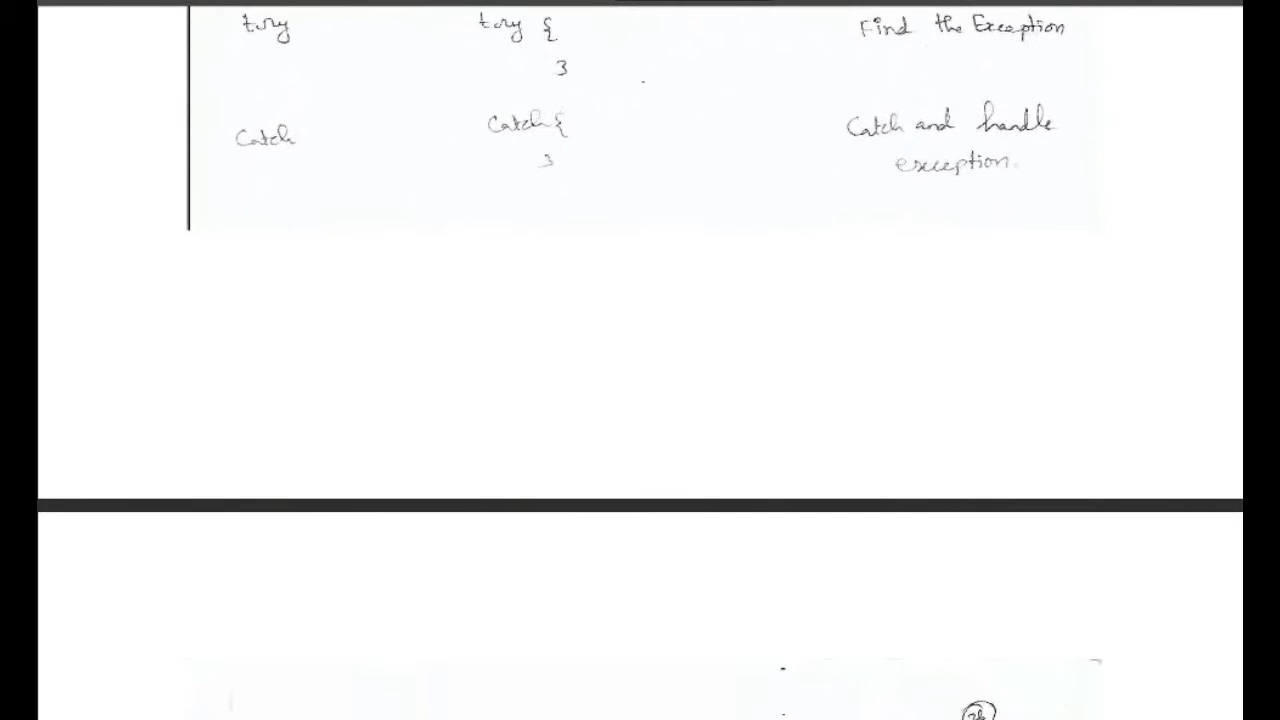 try try { Find the Exception
}
Catch Catch { Catch and handle
} exception.